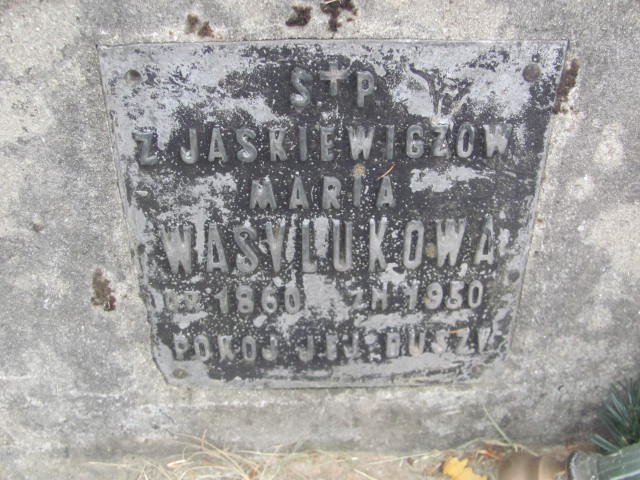 S✝P
Z JASKIEWICZÓW
MARIA
WASYLUKOWA
UR 1860 ZM 1950
POKÓJ JEJ DUSZY